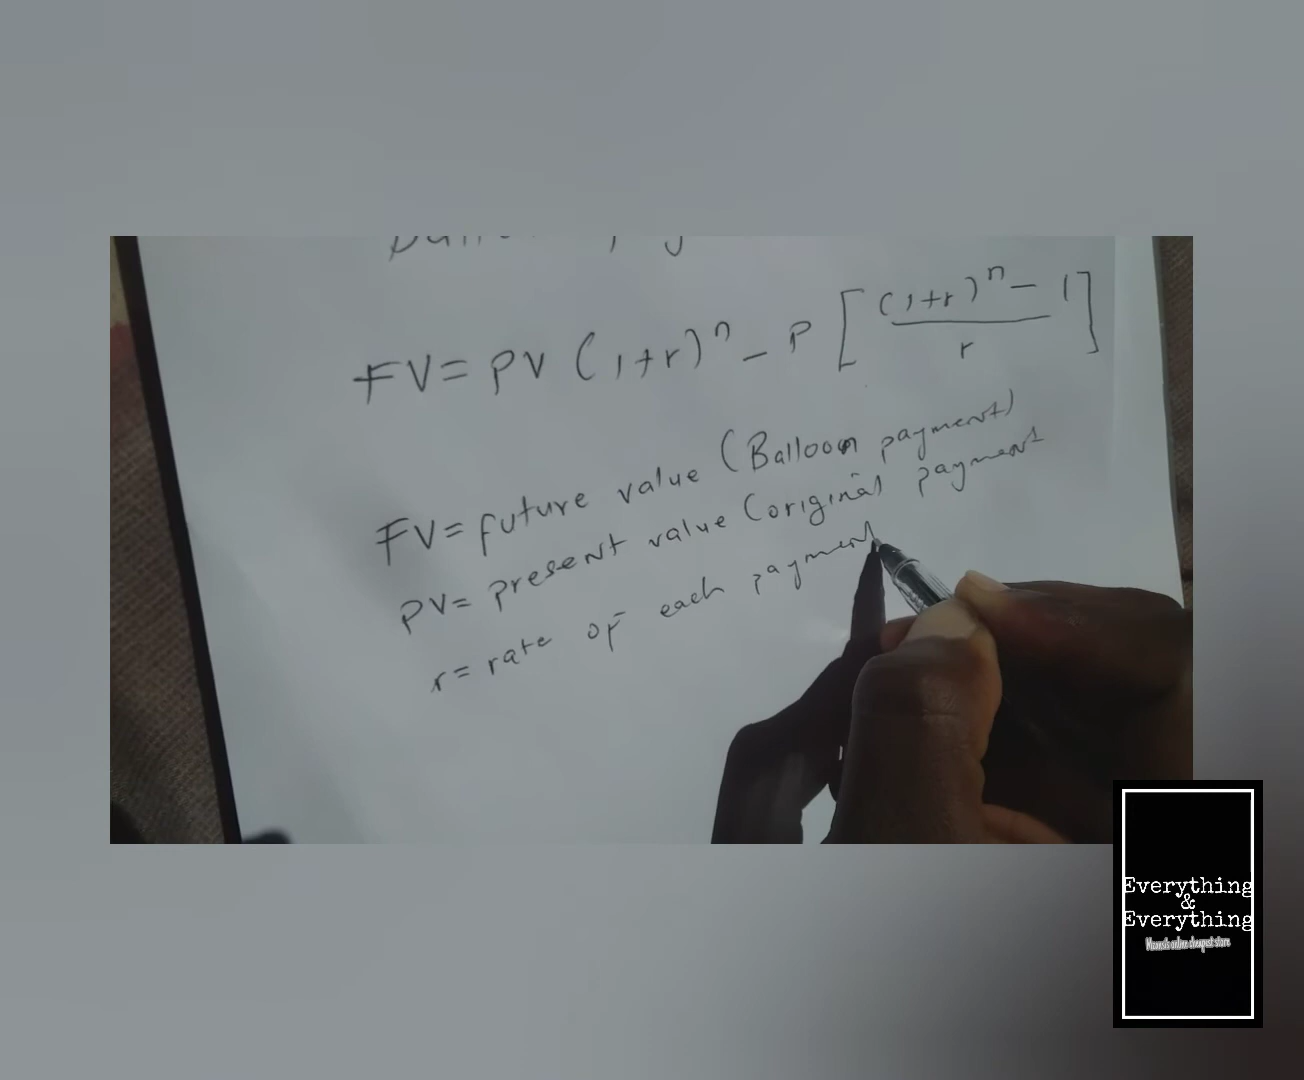 FV = PV (1+r)^n - P [ (1+r)^n - 1 / r ]
FV = future value (Balloon payment)
PV = present value (original payment
r = rate of each payment
Everything
&
Everything